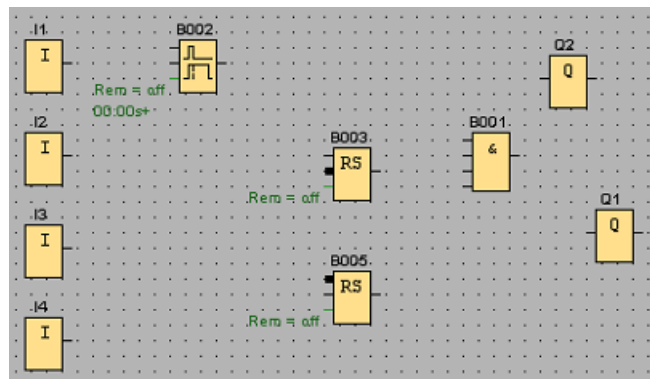 I1
I
B002
Rem = off
00:00s+
Q2
Q
I2
I
B003
RS
Rem = off
B001
&
I3
I
Q1
Q
B005
RS
Rem = off
I4
I